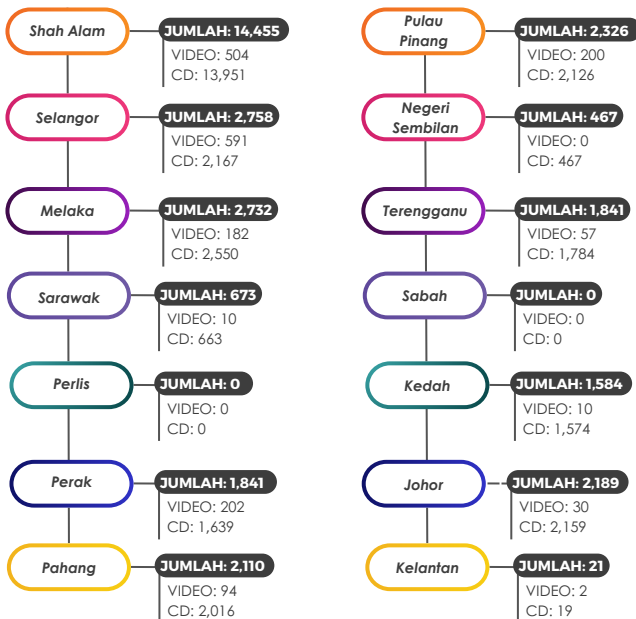 Shah Alam
JUMLAH: 14,455
VIDEO: 504
CD: 13,951
Selangor
JUMLAH: 2,758
VIDEO: 591
CD: 2,167
Melaka
JUMLAH: 2,732
VIDEO: 182
CD: 2,550
Sarawak
JUMLAH: 673
VIDEO: 10
CD: 663
Perlis
JUMLAH: 0
VIDEO: 0
CD: 0
Perak
JUMLAH: 1,841
VIDEO: 202
CD: 1,639
Pahang
JUMLAH: 2,110
VIDEO: 94
CD: 2,016
Pulau
Pinang
JUMLAH: 2,326
VIDEO: 200
CD: 2,126
Negeri
Sembilan
JUMLAH: 467
VIDEO: 0
CD: 467
Terengganu
JUMLAH: 1,841
VIDEO: 57
CD: 1,784
Sabah
JUMLAH: 0
VIDEO: 0
CD: 0
Kedah
JUMLAH: 1,584
VIDEO: 10
CD: 1,574
Johor
JUMLAH: 2,189
VIDEO: 30
CD: 2,159
Kelantan
JUMLAH: 21
VIDEO: 2
CD: 19